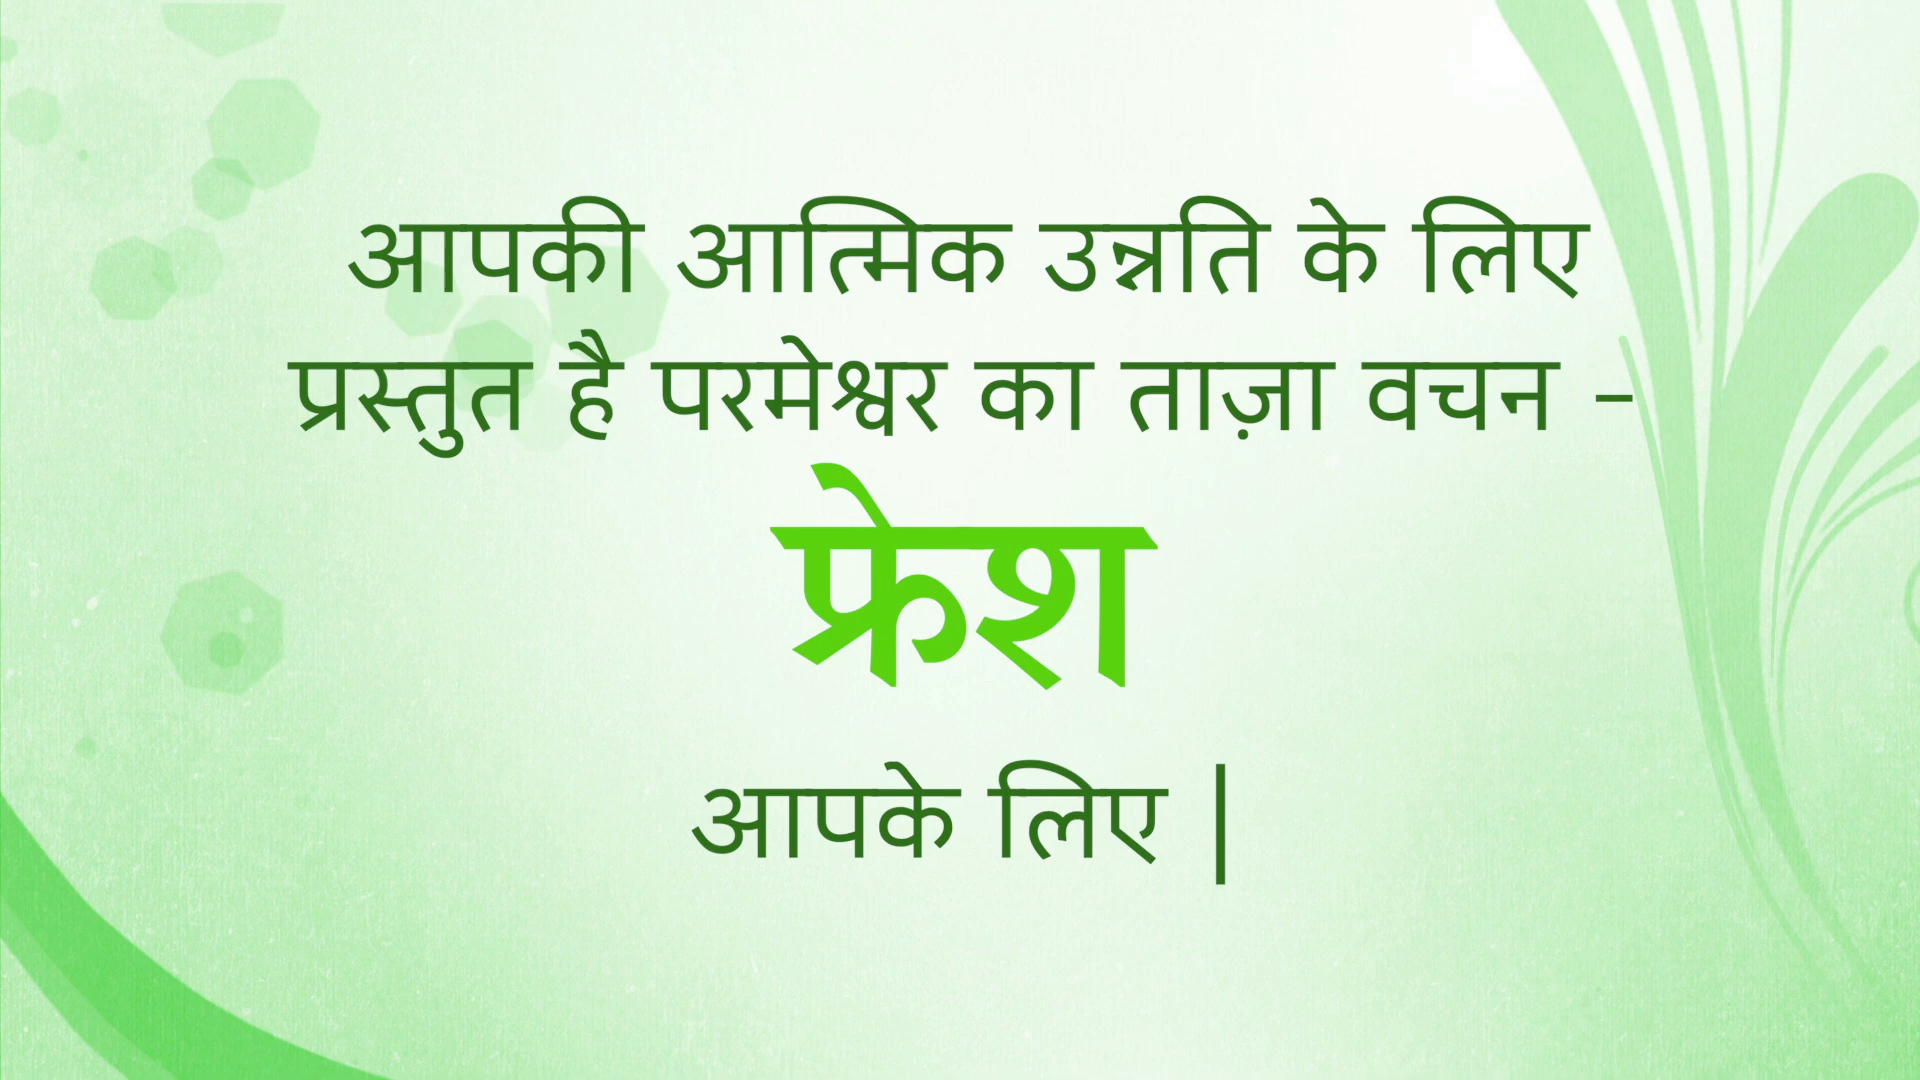 आपकी आत्मिक उन्नति के लिए
प्रस्तुत है परमेश्वर का ताज़ा वचन -
फ्रेश
आपके लिए |